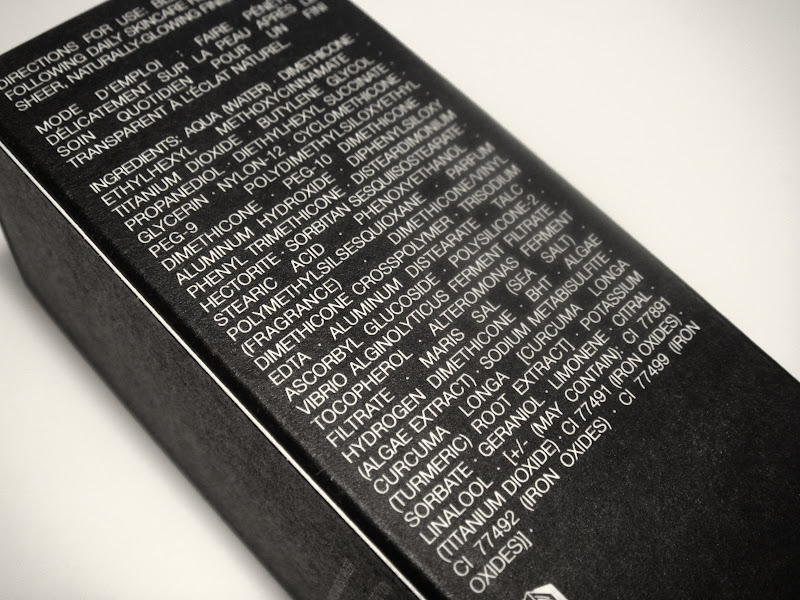 DIRECTIONS FOR USE:
FOLLOWING DAILY SKINCARE
SHEER, NATURALLY-GLOWING FINISH
MODE D'EMPLOI : FAIRE PÉNÉTRER
DÉLICATEMENT SUR LA PEAU APRÈS LE
SOIN QUOTIDIEN POUR UN FINI
TRANSPARENT À L'ÉCLAT NATUREL.
INGREDIENTS: AQUA (WATER) · DIMETHICONE ·
ETHYLHEXYL METHOXYCINNAMATE ·
TITANIUM DIOXIDE · BUTYLENE GLYCOL ·
PROPANEDIOL · DIETHYLHEXYL SUCCINATE ·
GLYCERIN · NYLON-12 · CYCLOMETHICONE ·
PEG-9 POLYDIMETHYLSILOXYETHYL
DIMETHICONE · PEG-10 DIMETHICONE ·
ALUMINUM HYDROXIDE · DIPHENYLSILOXY
PHENYL TRIMETHICONE · DISTEARDIMONIUM
HECTORITE · SORBITAN SESQUIISOSTEARATE ·
STEARIC ACID · PHENOXYETHANOL ·
POLYMETHYLSILSESQUIOXANE · PARFUM
(FRAGRANCE) · DIMETHICONE/VINYL
DIMETHICONE CROSSPOLYMER · TRISODIUM
EDTA · ALUMINUM DISTEARATE · TALC ·
ASCORBYL GLUCOSIDE · POLYSILICONE-2 ·
VIBRIO ALGINOLYTICUS FERMENT FILTRATE ·
TOCOPHEROL · ALTEROMONAS FERMENT
FILTRATE · MARIS SAL (SEA SALT) ·
HYDROGEN DIMETHICONE · BHT · ALGAE
(ALGAE EXTRACT) · SODIUM METABISULFITE ·
CURCUMA LONGA [CURCUMA LONGA
(TURMERIC) ROOT EXTRACT] · POTASSIUM
SORBATE · GERANIOL · LIMONENE · CITRAL ·
LINALOOL · [+/- (MAY CONTAIN): CI 77891
(TITANIUM DIOXIDE) · CI 77491 (IRON OXIDES) ·
CI 77492 (IRON OXIDES) · CI 77499 (IRON
OXIDES)] ·